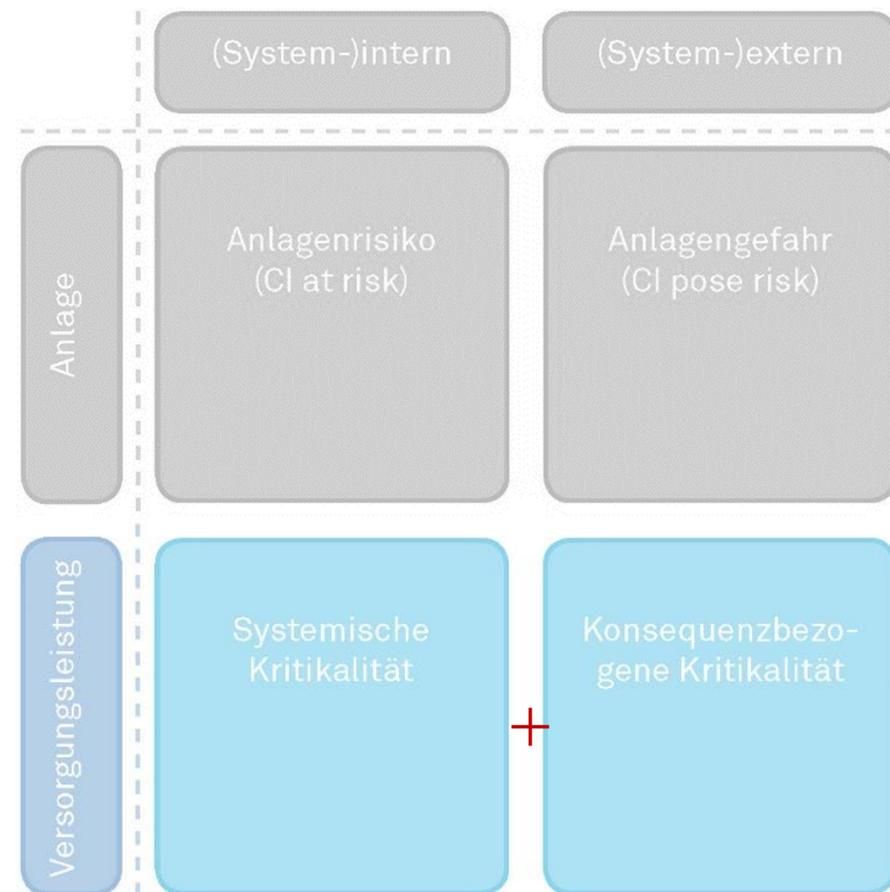 (System-)intern
(System-)extern
Anlage
Anlagenrisiko
(CI at risk)
Anlagengefahr
(CI pose risk)
Versorgungsleistung
Systemische
Kritikalität
+
Konsequenzbezo-
gene Kritikalität